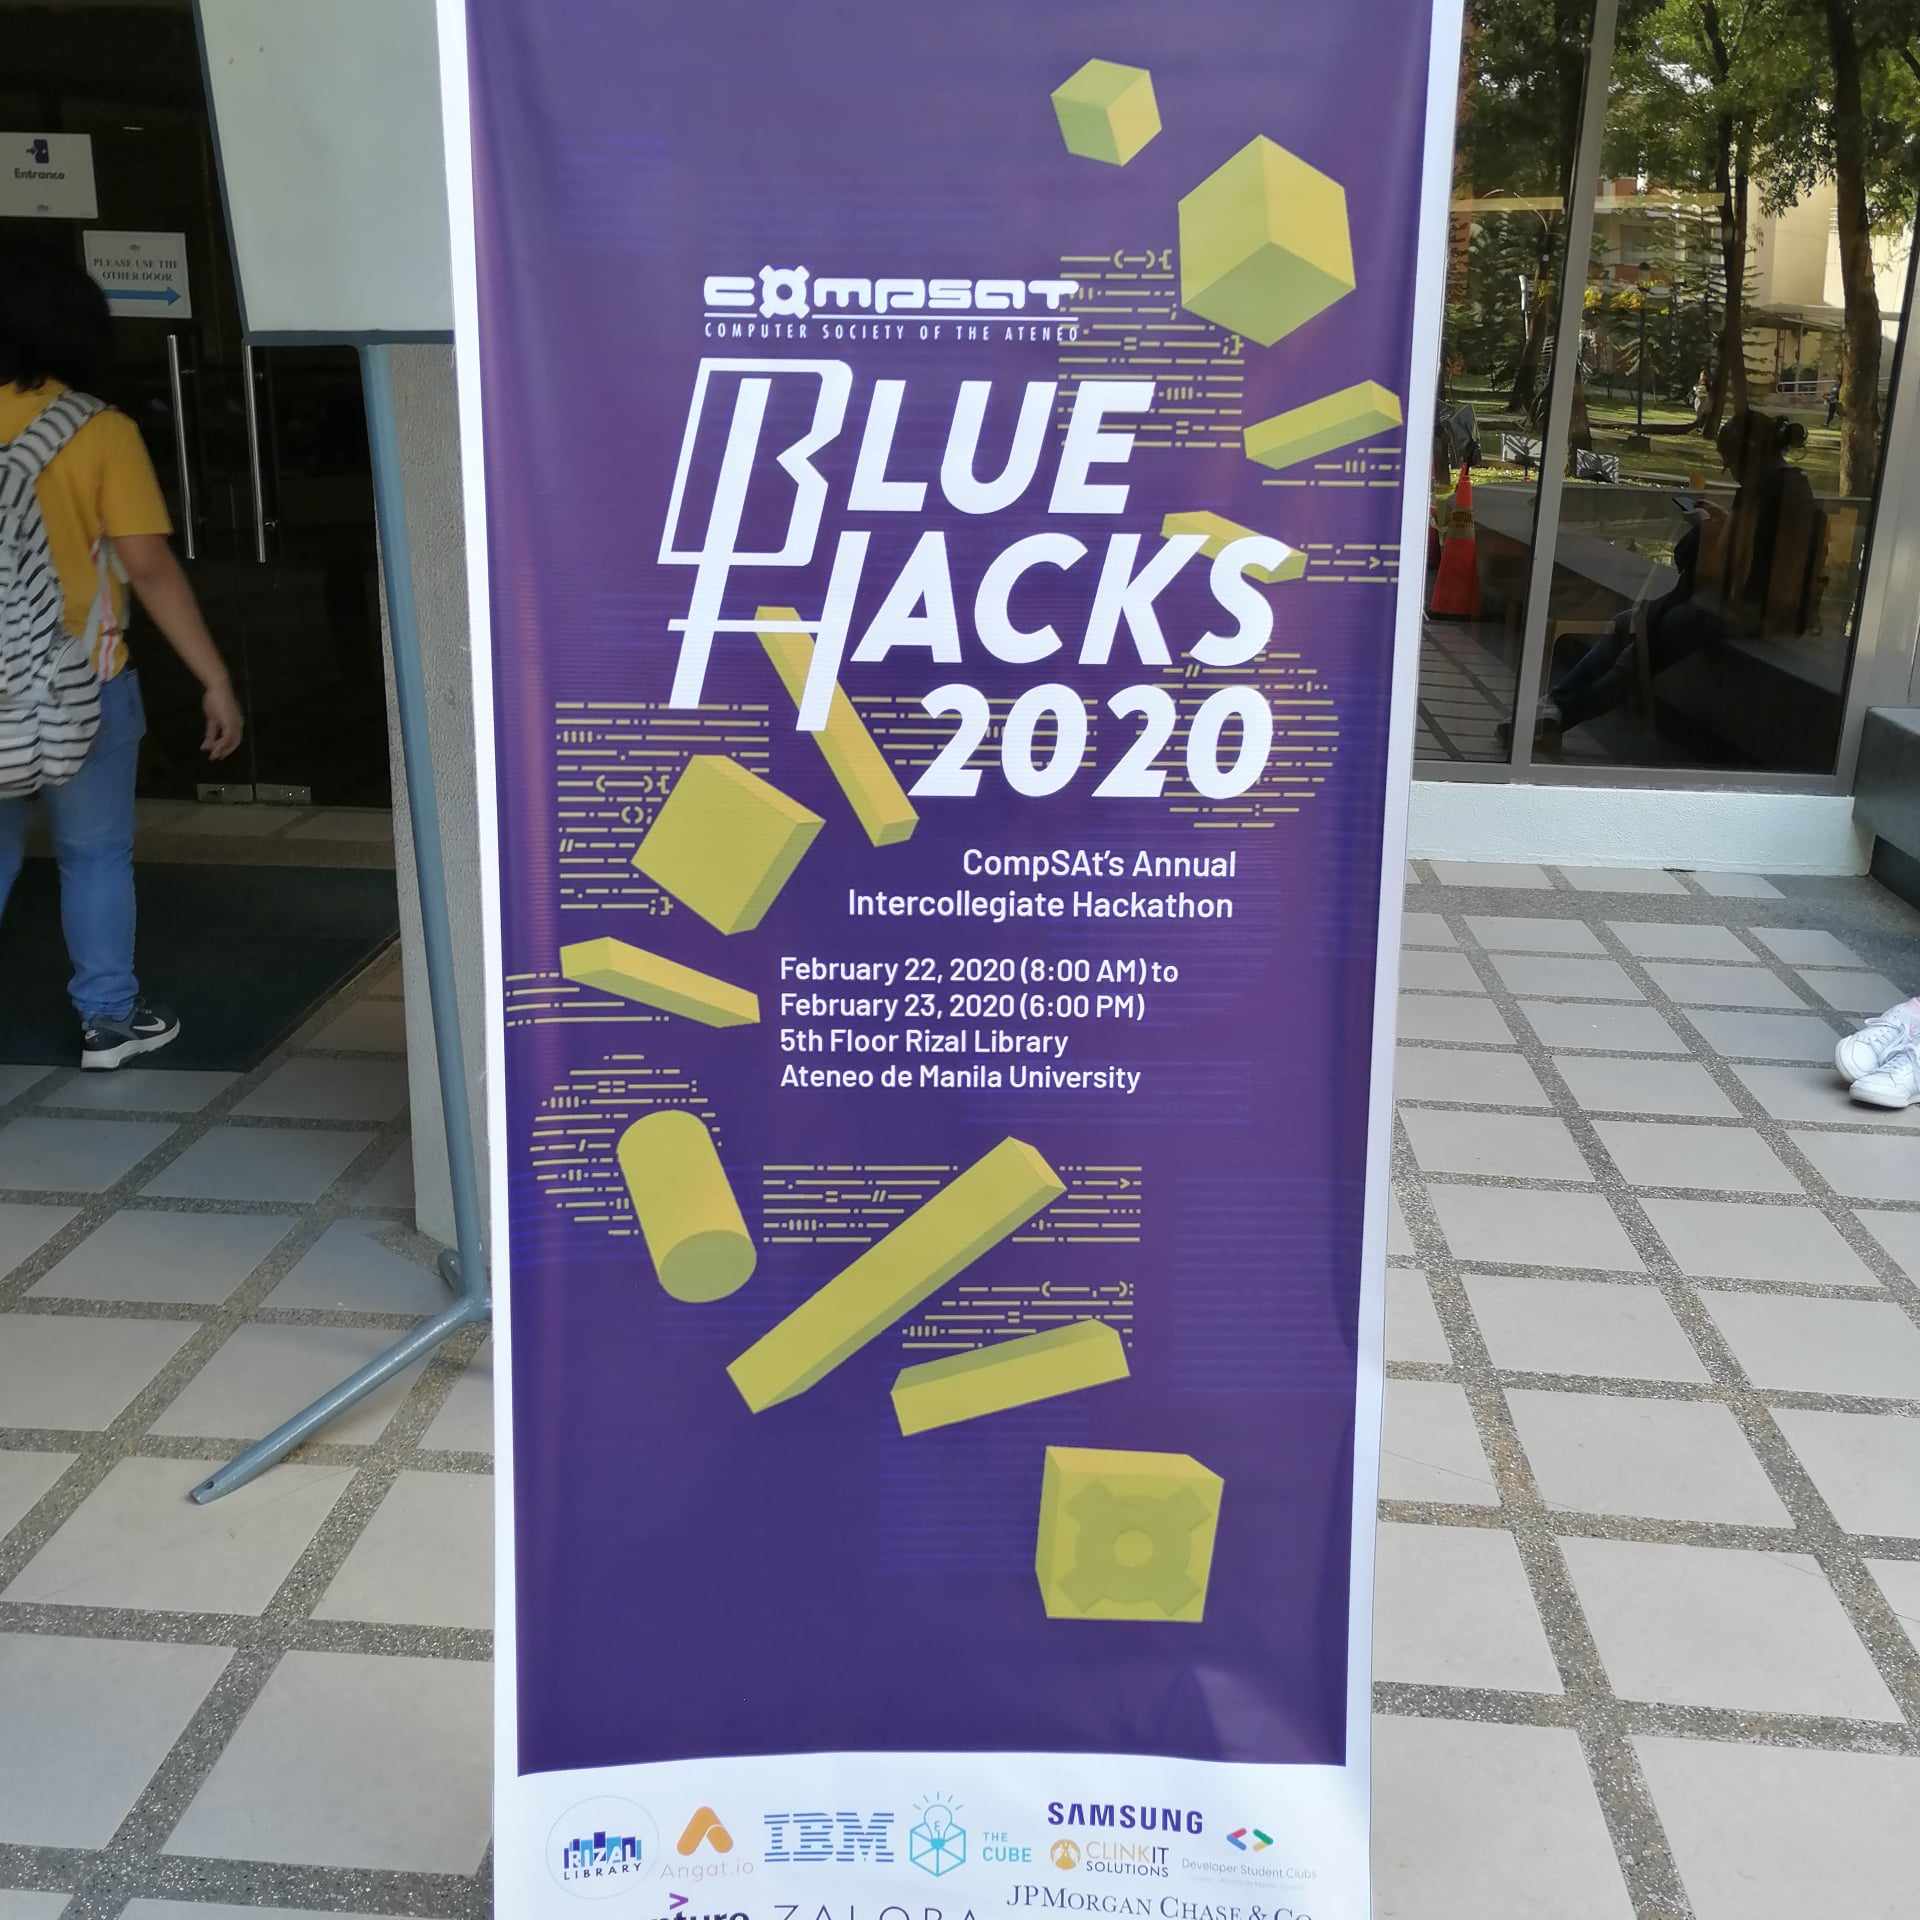 Entrance
PLEASE USE THE
OTHER DOOR
compsat
COMPUTER SOCIETY OF THE ATENEO
BLUE
HACKS
2020
CompSAt's Annual
Intercollegiate Hackathon
February 22, 2020 (8:00 AM) to
February 23, 2020 (6:00 PM)
5th Floor Rizal Library
Ateneo de Manila University
RIZAL
LIBRARY
Angat.io
IBM
THE
CUBE
SAMSUNG
CLINKIT
SOLUTIONS
Developer Student Clubs
ZALORA
JPMORGAN CHASE & CO